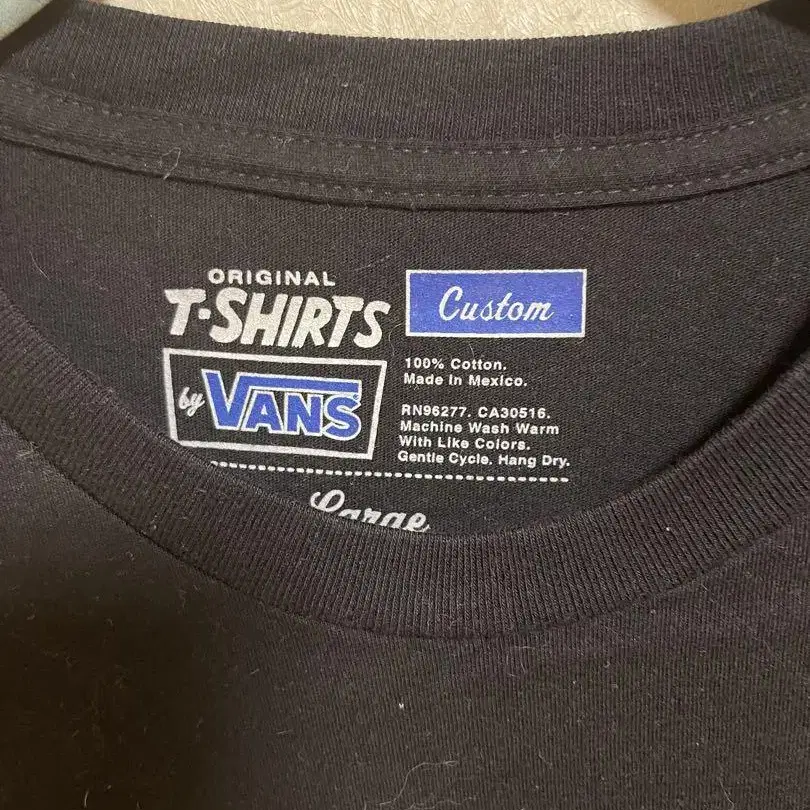 ORIGINAL
T-SHIRTS
by VANS
Custom
100% Cotton.
Made In Mexico.
RN96277. CA30516.
Machine Wash Warm
With Like Colors.
Gentle Cycle. Hang Dry.
Large